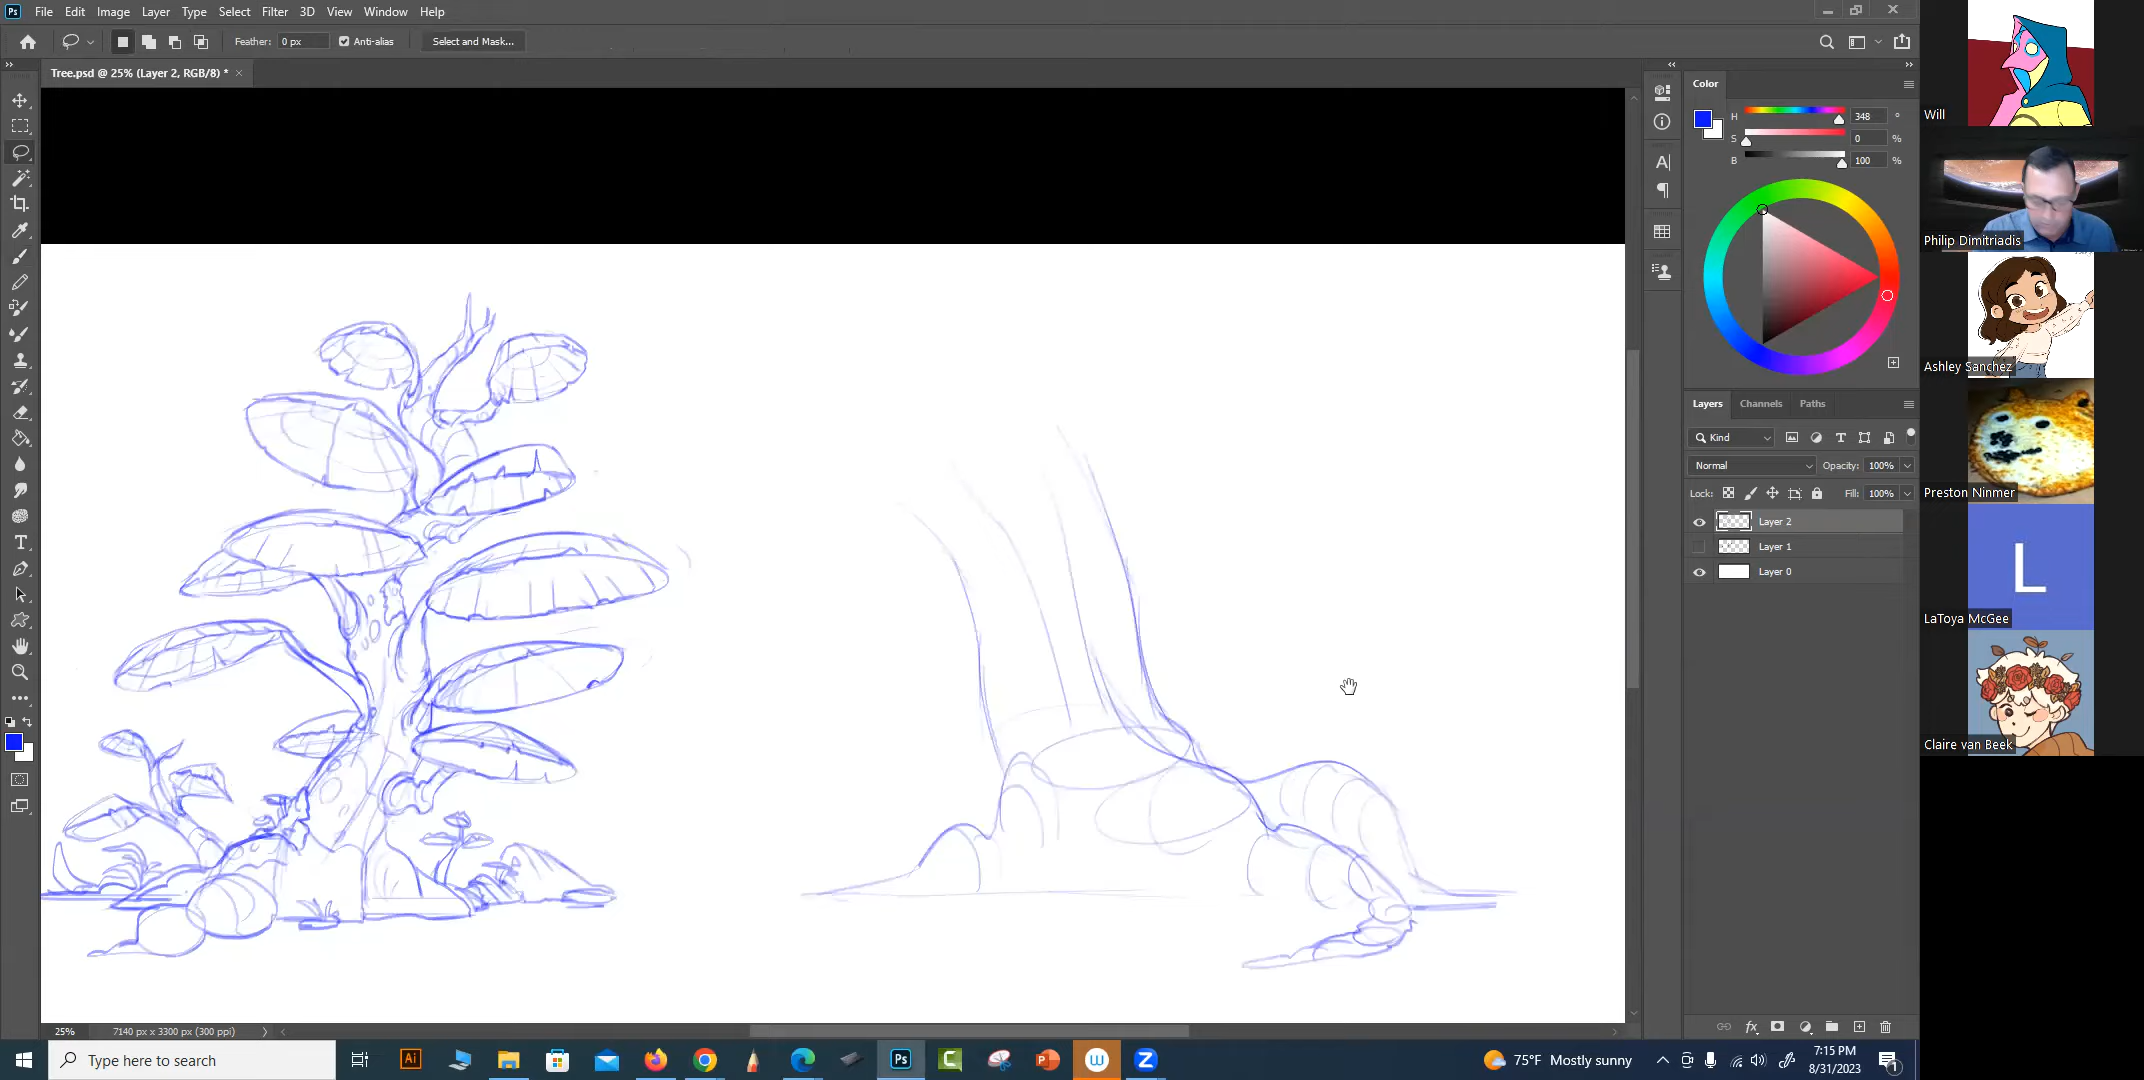 Ps File Edit Image Layer Type Select Filter 3D View Window Help
Feather: 0 px Anti-alias Select and Mask...
Tree.psd @ 25% (Layer 2, RGB/8) * ×
Color
H 348 °
S 0 %
B 100 %
Layers Channels Paths
Kind
Normal Opacity: 100%
Lock: Fill: 100%
Layer 2
Layer 1
Layer 0
25% 7140 px x 3300 px (300 ppi)
Will
Philip Dimitriadis
Ashley Sanchez
Preston Ninmer
L
LaToya McGee
Claire van Beek
Type here to search
Ai
Ps
75°F Mostly sunny
7:15 PM
8/31/2023
1